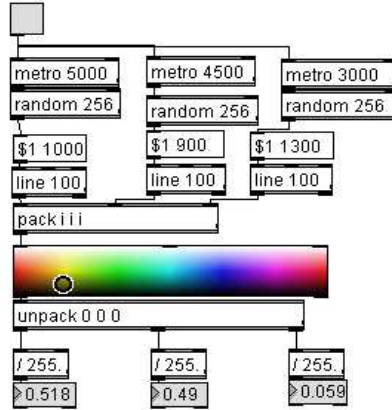 metro 5000 metro 4500 metro 3000
random 256 random 256 random 256
$1 1000 $1 900 $1 1300
line 100 line 100 line 100
pack i i i
unpack 0 0 0
/ 255. / 255. / 255.
0.518 0.49 0.059